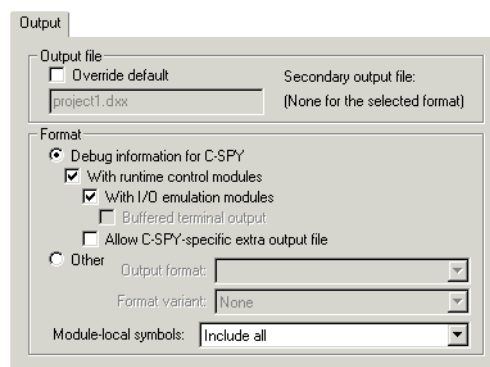 Output
Output file
Override default
Secondary output file:
project1.dxx
(None for the selected format)
Format
Debug information for C-SPY
With runtime control modules
With I/O emulation modules
Buffered terminal output
Allow C-SPY-specific extra output file
Other
Output format:
Format variant: None
Module-local symbols: Include all